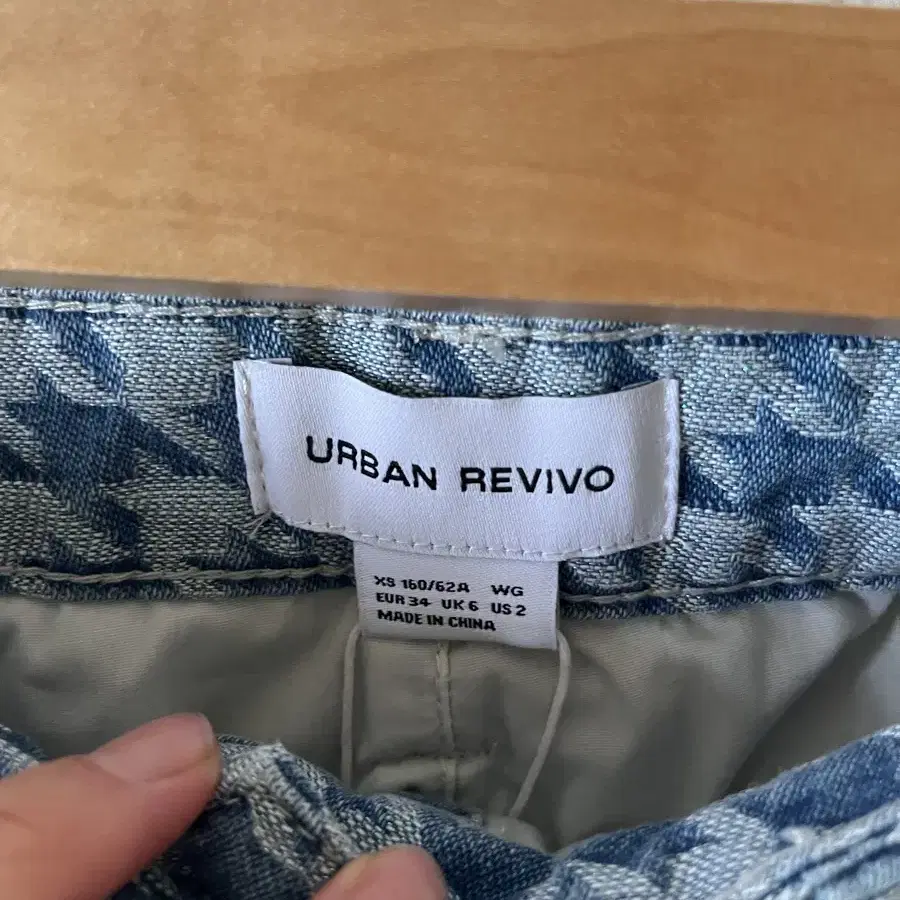 URBAN REVIVO
XS 160/62A WG
EUR 34 UK 6 US 2
MADE IN CHINA